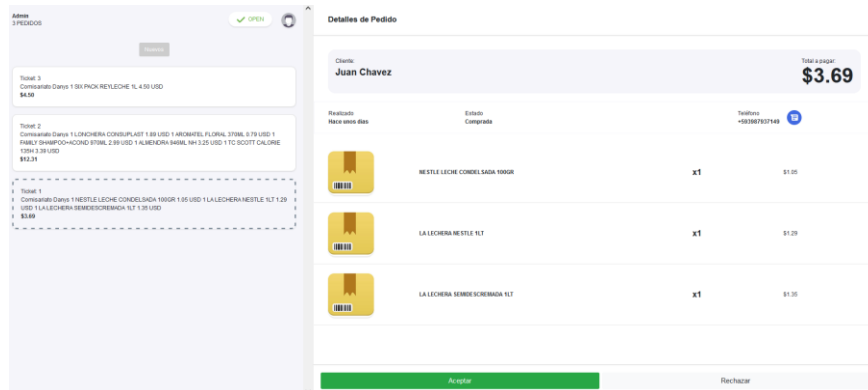 Admin
3 PEDIDOS
OPEN
Ticket: 3
Comisariato Danys 1 SIX PACK REYLECHE 1L 4.50 USD
$4.50
Ticket: 2
Comisariato Danys 1 LONCHERA CONSUPLAST 1.89 USD 1 AROMATEL FLORAL 370ML 0.79 USD 1
FAMILY SHAMPOO+ACOND 970ML 2.99 USD 1 ALMENDRA 946ML NH 3.25 USD 1 TC SCOTT CALORIE
135H 3.39 USD
$12.31
Ticket: 1
Comisariato Danys 1 NESTLE LECHE CONDELSADA 100GR 1.05 USD 1 LA LECHERA NESTLE 1LT 1.29
USD 1 LA LECHERA SEMIDESCREMADA 1LT 1.35 USD
$3.69
Detalles de Pedido
Cliente:
Juan Chavez
Total a pagar:
$3.69
Realizado
Hace unos días
Estado
Comprada
Teléfono
+593987937149
NESTLE LECHE CONDELSADA 100GR x1 $1.05
LA LECHERA NESTLE 1LT x1 $1.29
LA LECHERA SEMIDESCREMADA 1LT x1 $1.35
Aceptar
Rechazar